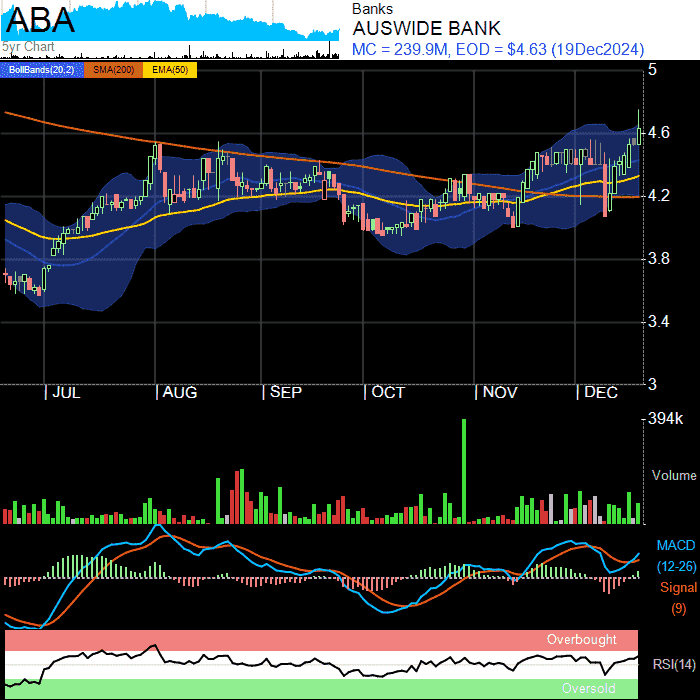 ABA
5yr Chart
Banks
AUSWIDE BANK
MC = 239.9M, EOD = $4.63 (19Dec2024)
BollBands(20,2) SMA(200) EMA(50)
5
4.6
4.2
3.8
3.4
3
| JUL | AUG | SEP | OCT | NOV | DEC
394k
Volume
MACD
(12-26)
Signal
(9)
Overbought
RSI(14)
Oversold